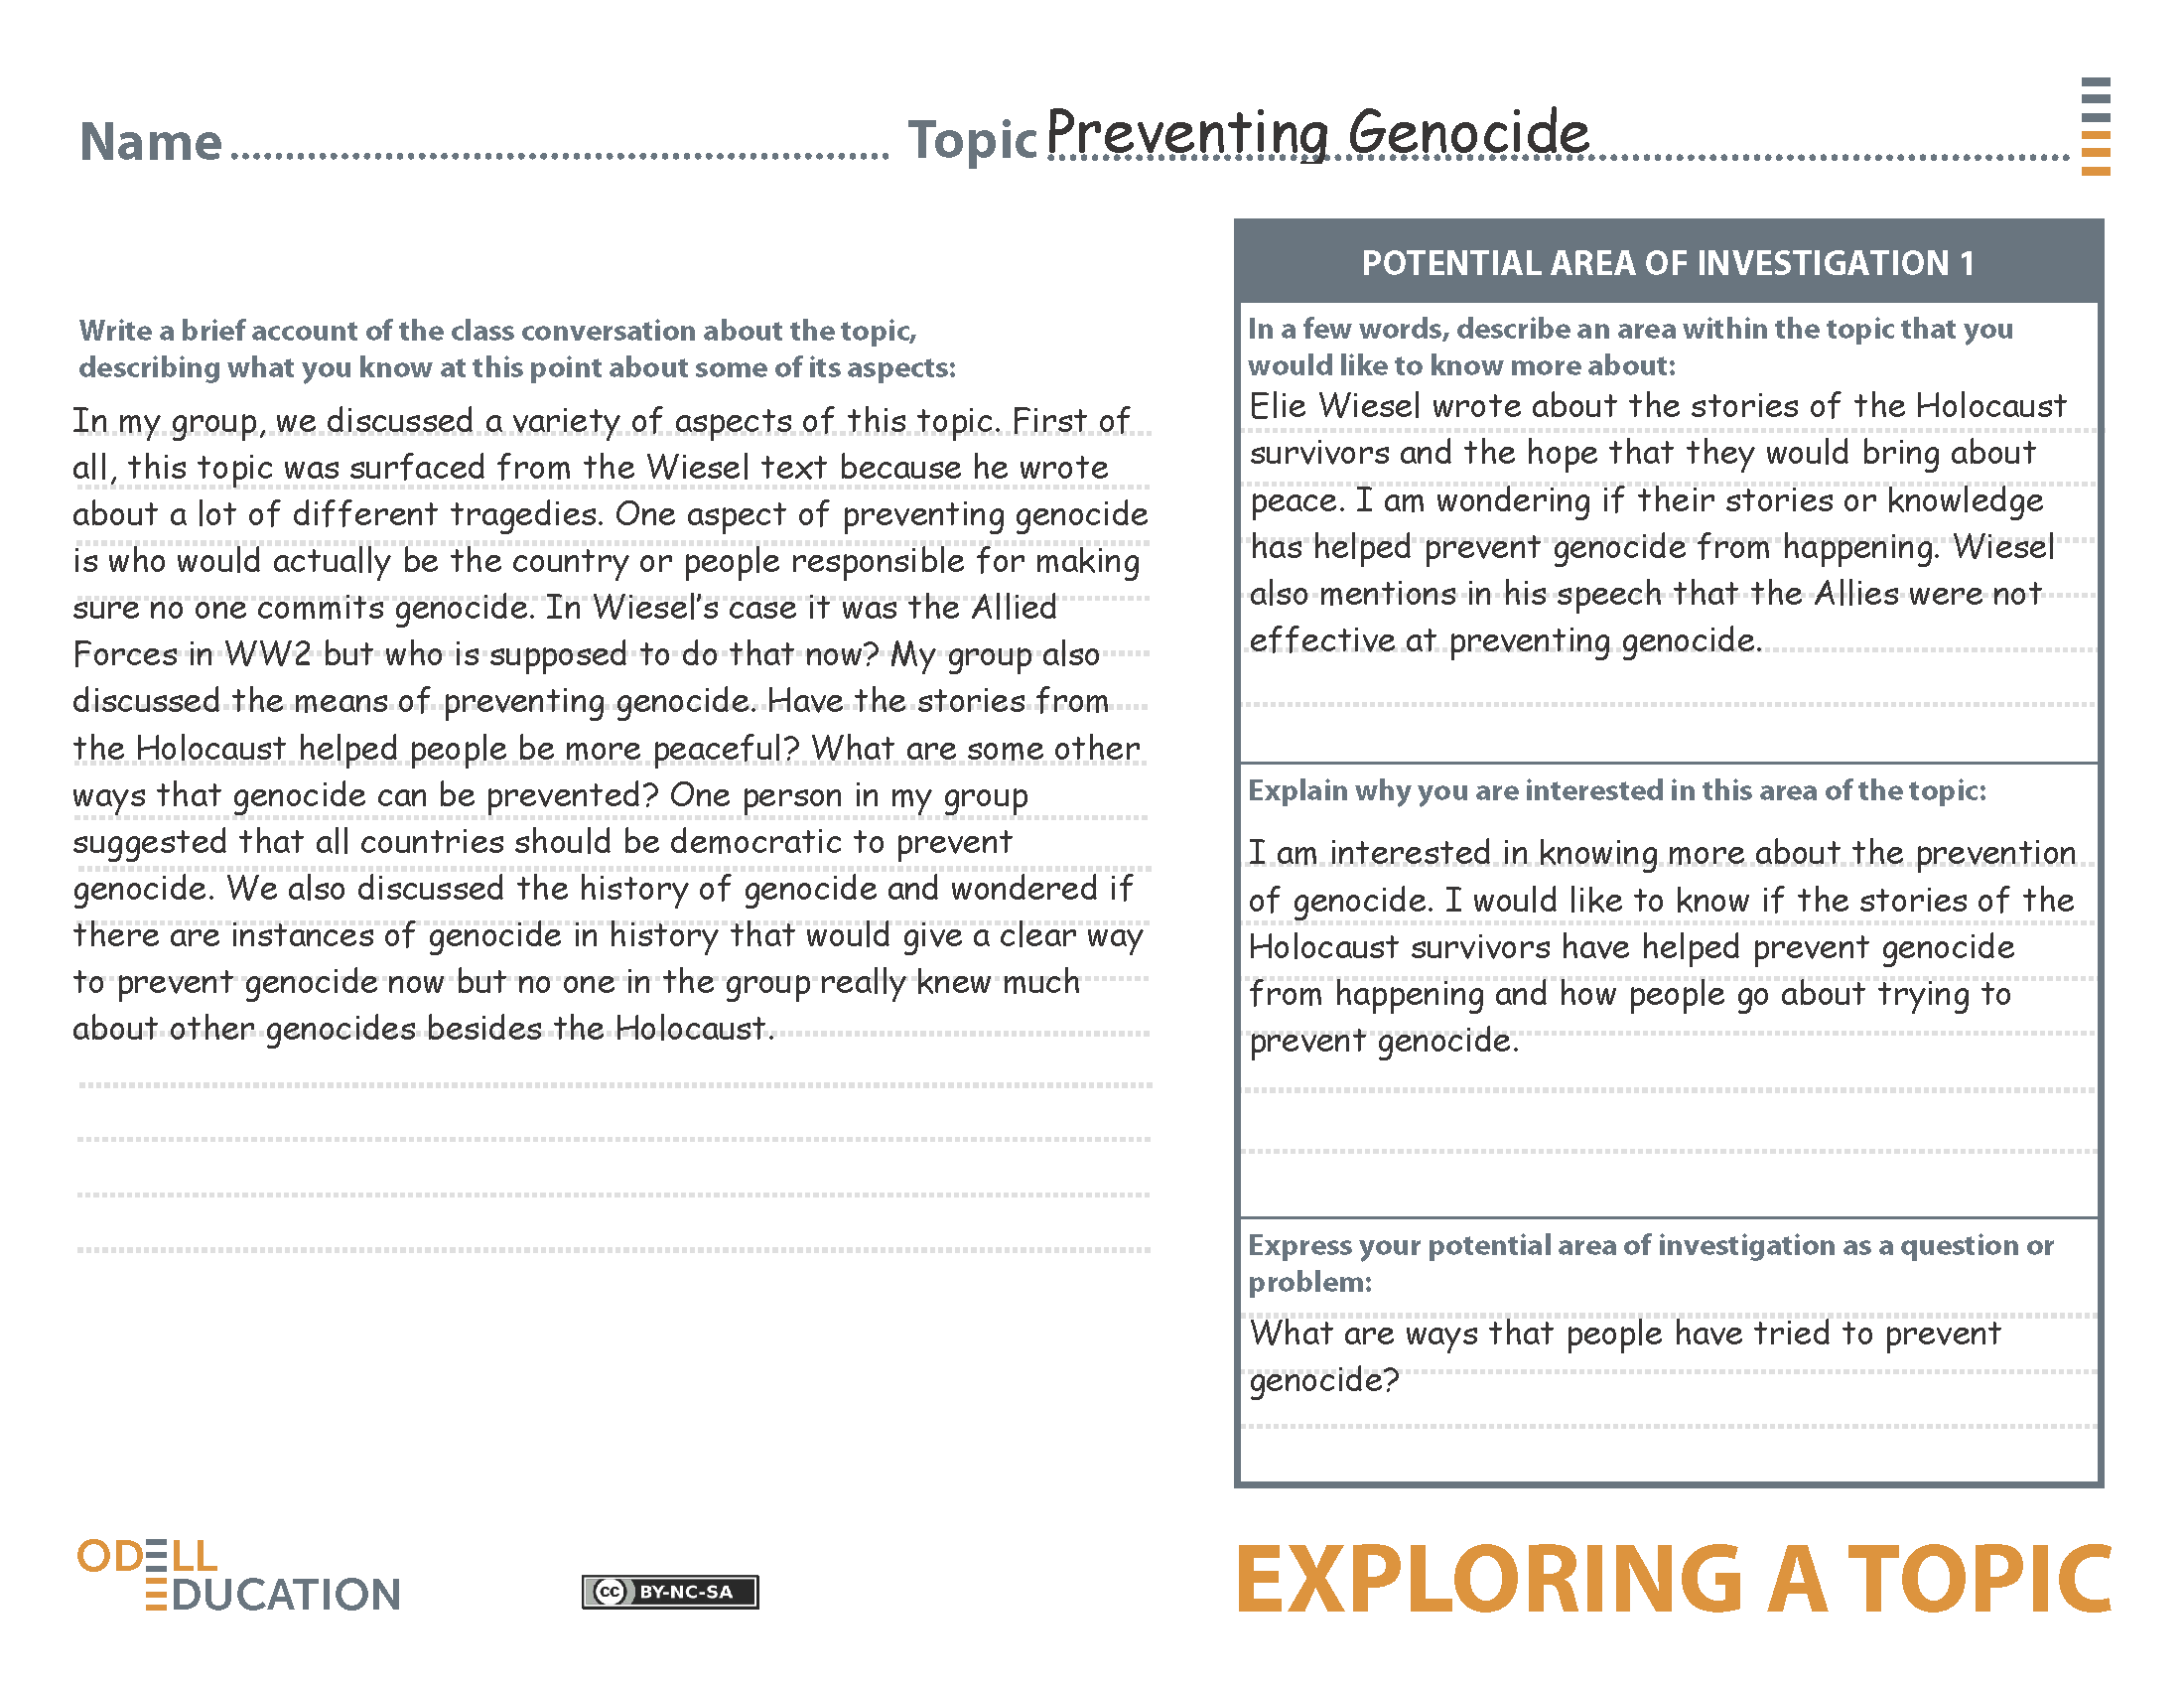 Name
Topic Preventing Genocide
Write a brief account of the class conversation about the topic,
describing what you know at this point about some of its aspects:
In my group, we discussed a variety of aspects of this topic. First of
all, this topic was surfaced from the Wiesel text because he wrote
about a lot of different tragedies. One aspect of preventing genocide
is who would actually be the country or people responsible for making
sure no one commits genocide. In Wiesel's case it was the Allied
Forces in WW2 but who is supposed to do that now? My group also
discussed the means of preventing genocide. Have the stories from
the Holocaust helped people be more peaceful? What are some other
ways that genocide can be prevented? One person in my group
suggested that all countries should be democratic to prevent
genocide. We also discussed the history of genocide and wondered if
there are instances of genocide in history that would give a clear way
to prevent genocide now but no one in the group really knew much
about other genocides besides the Holocaust.
POTENTIAL AREA OF INVESTIGATION 1
In a few words, describe an area within the topic that you
would like to know more about:
Elie Wiesel wrote about the stories of the Holocaust
survivors and the hope that they would bring about
peace. I am wondering if their stories or knowledge
has helped prevent genocide from happening. Wiesel
also mentions in his speech that the Allies were not
effective at preventing genocide.
Explain why you are interested in this area of the topic:
I am interested in knowing more about the prevention
of genocide. I would like to know if the stories of the
Holocaust survivors have helped prevent genocide
from happening and how people go about trying to
prevent genocide.
Express your potential area of investigation as a question or
problem:
What are ways that people have tried to prevent
genocide?
ODELL
EDUCATION
cc BY-NC-SA
EXPLORING A TOPIC